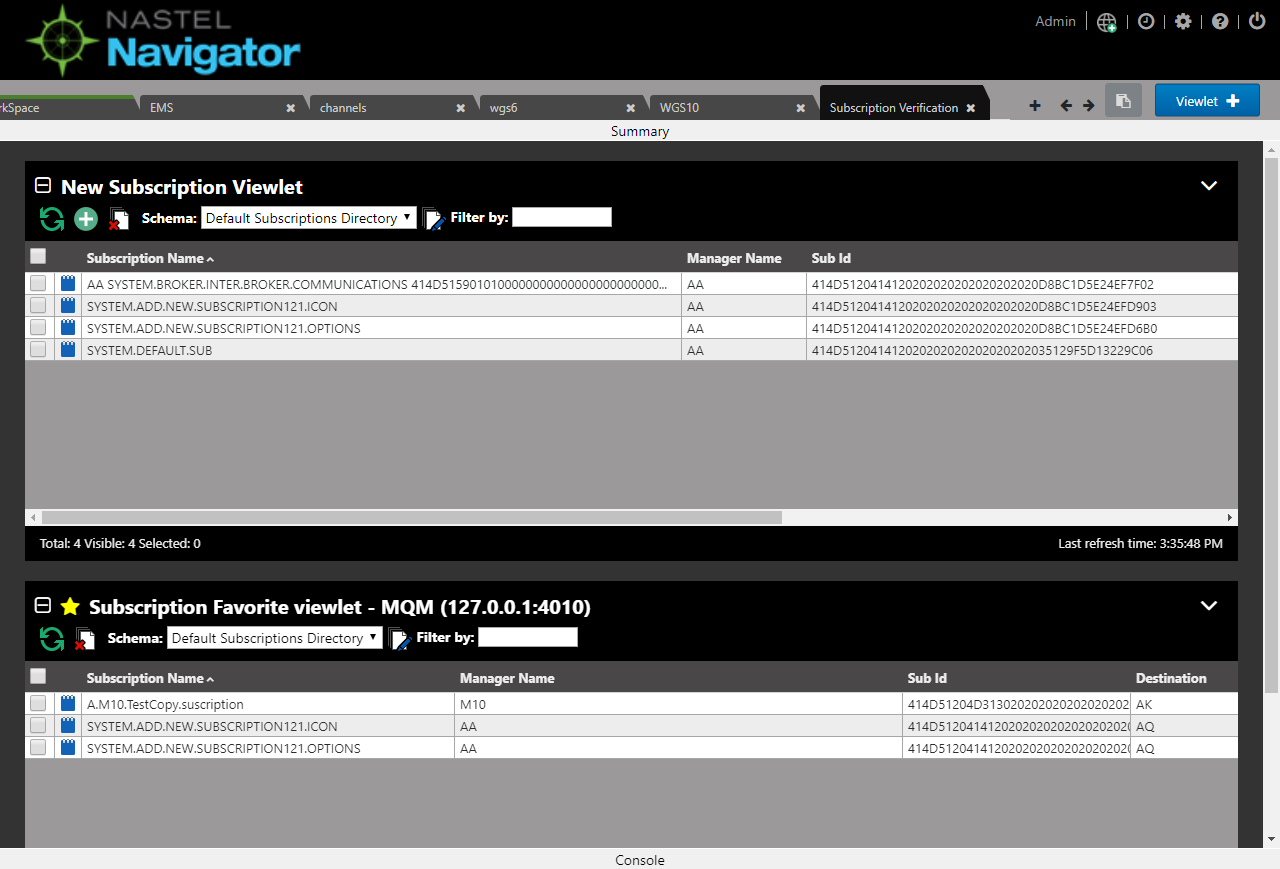 NASTEL
Navigator
Admin
rkSpace EMS channels wgs6 WGS10 Subscription Verification Viewlet
Summary
New Subscription Viewlet
Schema: Default Subscriptions Directory Filter by:
Subscription Name Manager Name Sub Id
AA SYSTEM.BROKER.INTER.BROKER.COMMUNICATIONS 414D5159010100000000000000000000000... AA 414D5120414120202020202020202020D8BC1D5E24EF7F02
SYSTEM.ADD.NEW.SUBSCRIPTION121.ICON AA 414D5120414120202020202020202020D8BC1D5E24EFD903
SYSTEM.ADD.NEW.SUBSCRIPTION121.OPTIONS AA 414D5120414120202020202020202020D8BC1D5E24EFD6B0
SYSTEM.DEFAULT.SUB AA 414D512041412020202020202020202035129F5D13229C06
Total: 4 Visible: 4 Selected: 0 Last refresh time: 3:35:48 PM
Subscription Favorite viewlet - MQM (127.0.0.1:4010)
Schema: Default Subscriptions Directory Filter by:
Subscription Name Manager Name Sub Id Destination
A.M10.TestCopy.suscription M10 414D51204D3130202020202020202020 AK
SYSTEM.ADD.NEW.SUBSCRIPTION121.ICON AA 414D5120414120202020202020202020 AQ
SYSTEM.ADD.NEW.SUBSCRIPTION121.OPTIONS AA 414D5120414120202020202020202020 AQ
Console